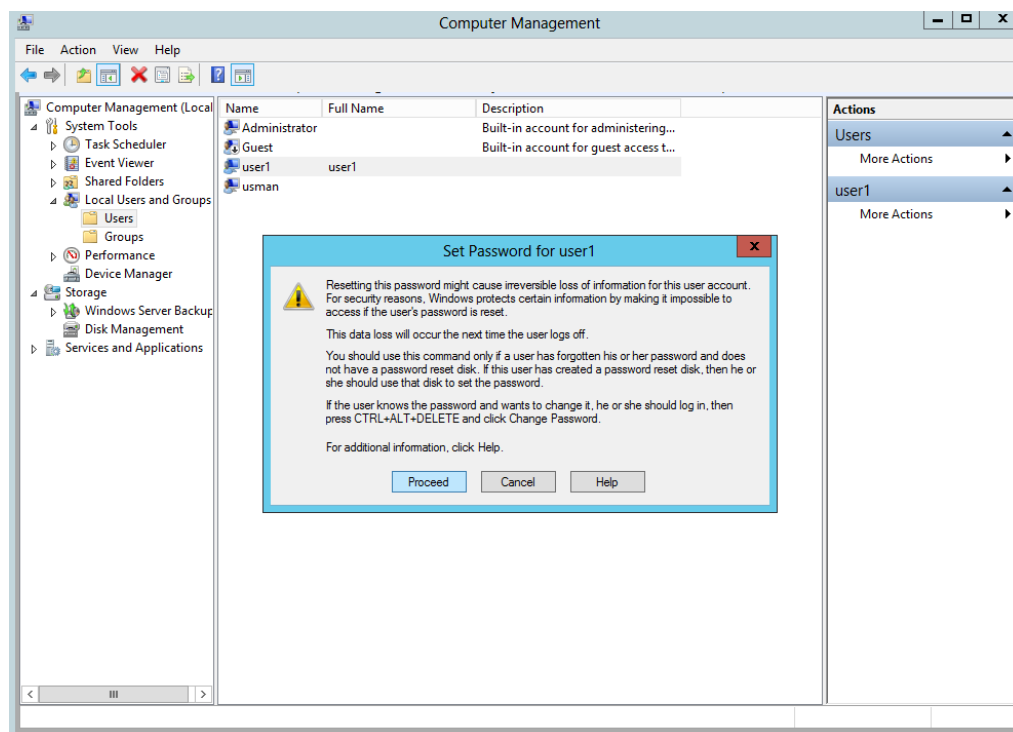 Computer Management
File Action View Help
Computer Management (Local
System Tools
Task Scheduler
Event Viewer
Shared Folders
Local Users and Groups
Users
Groups
Performance
Device Manager
Storage
Windows Server Backup
Disk Management
Services and Applications
Name Full Name Description
Administrator Built-in account for administering...
Guest Built-in account for guest access t...
user1 user1
usman
Actions
Users
More Actions
user1
More Actions
Set Password for user1
x
Resetting this password might cause irreversible loss of information for this user account.
For security reasons, Windows protects certain information by making it impossible to
access if the user's password is reset.
This data loss will occur the next time the user logs off.
You should use this command only if a user has forgotten his or her password and does
not have a password reset disk. If this user has created a password reset disk, then he or
she should use that disk to set the password.
If the user knows the password and wants to change it, he or she should log in, then
press CTRL+ALT+DELETE and click Change Password.
For additional information, click Help.
Proceed Cancel Help